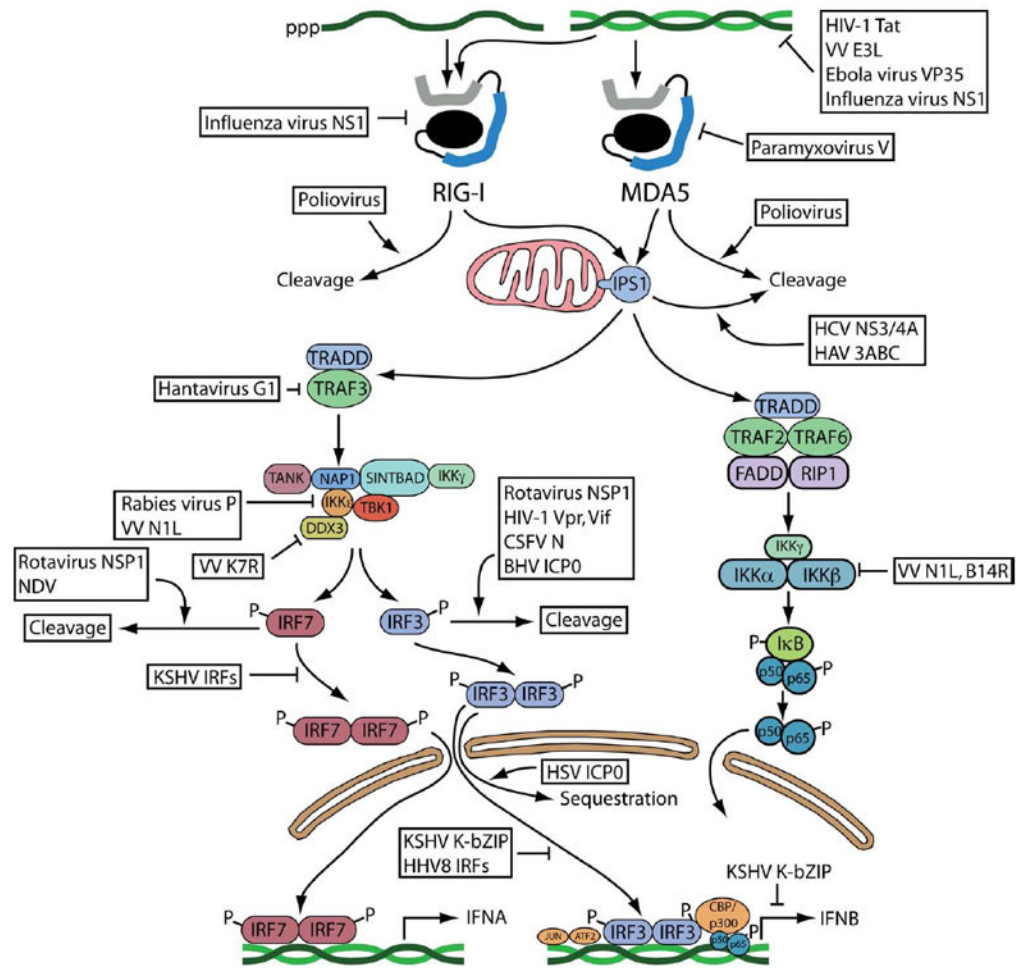 ppp
HIV-1 Tat
VV E3L
Ebola virus VP35
Influenza virus NS1
Influenza virus NS1
Paramyxovirus V
RIG-I
MDA5
Poliovirus
Poliovirus
Cleavage
IPS1
Cleavage
HCV NS3/4A
HAV 3ABC
TRADD
TRAF3
Hantavirus G1
TRADD
TRAF2
TRAF6
FADD
RIP1
TANK
NAP1
SINTBAD
IKKγ
IKKε
TBK1
DDX3
Rabies virus P
VV N1L
VV K7R
Rotavirus NSP1
HIV-1 Vpr, Vif
CSFV N
BHV ICP0
IKKγ
IKKα
IKKβ
VV N1L, B14R
Rotavirus NSP1
NDV
Cleavage
P
IRF7
IRF3
P
Cleavage
P
IκB
p50
p65
P
KSHV IRFs
P
IRF3
IRF3
P
P
IRF7
IRF7
P
p50
p65
P
HSV ICP0
Sequestration
KSHV K-bZIP
HHV8 IRFs
KSHV K-bZIP
P
IRF7
IRF7
P
IFNA
JUN
ATF2
P
IRF3
IRF3
P
CBP/
p300
p50
p65
P
IFNB